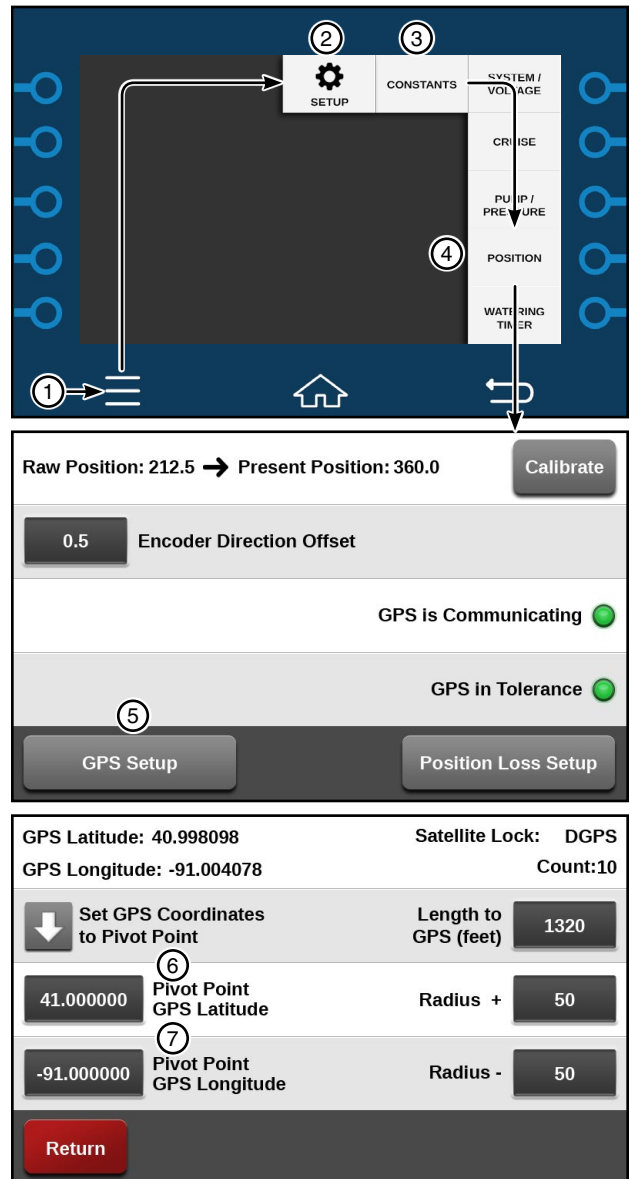 2
3
SETUP
CONSTANTS
SYSTEM /
VOLTAGE
CRUISE
PUMP /
PRESSURE
4
POSITION
WATERING
TIMER
1
Raw Position: 212.5 → Present Position: 360.0
Calibrate
0.5 Encoder Direction Offset
GPS is Communicating
GPS in Tolerance
5
GPS Setup
Position Loss Setup
GPS Latitude: 40.998098
Satellite Lock: DGPS
GPS Longitude: -91.004078
Count:10
Set GPS Coordinates
to Pivot Point
Length to
GPS (feet)
1320
6
41.000000
Pivot Point
GPS Latitude
Radius + 50
7
-91.000000
Pivot Point
GPS Longitude
Radius - 50
Return